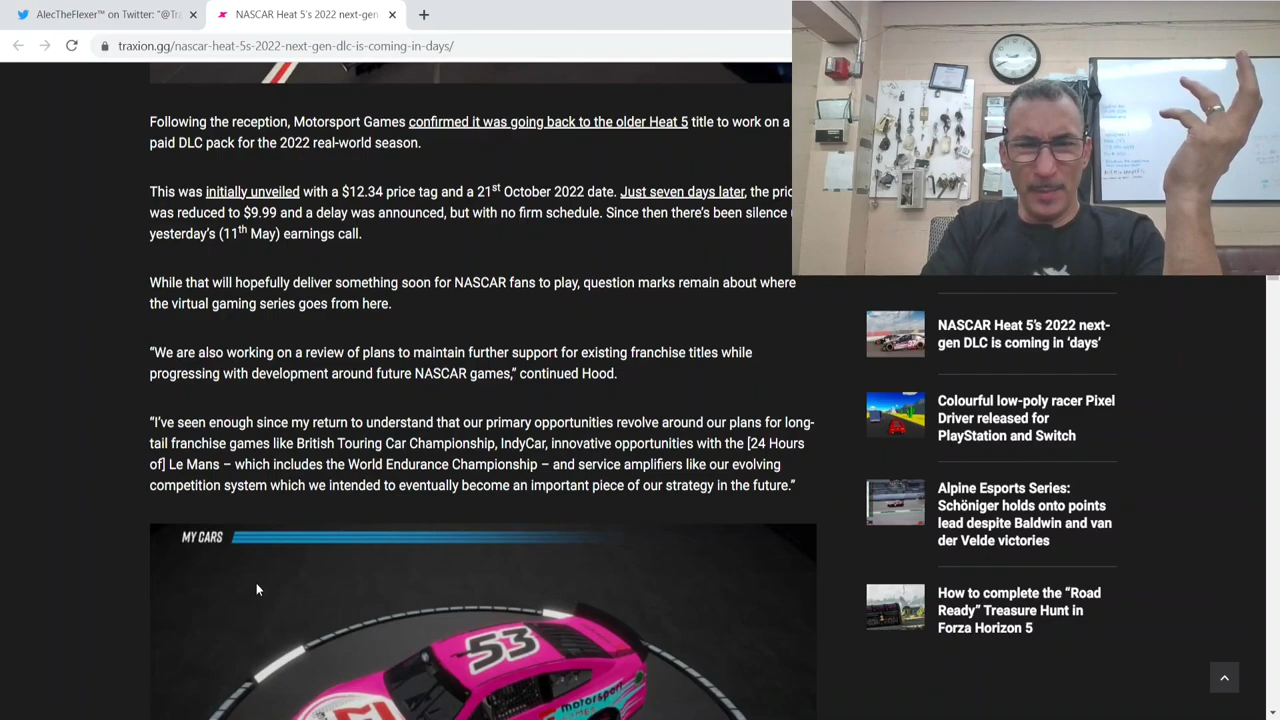 AlecTheFlexer™ on Twitter: "@Tra
NASCAR Heat 5's 2022 next-gen
traxion.gg/nascar-heat-5s-2022-next-gen-dlc-is-coming-in-days/
Following the reception, Motorsport Games confirmed it was going back to the older Heat 5 title to work on a
paid DLC pack for the 2022 real-world season.
This was initially unveiled with a $12.34 price tag and a 21st October 2022 date. Just seven days later, the
was reduced to $9.99 and a delay was announced, but with no firm schedule. Since then there's been silence
yesterday's (11th May) earnings call.
While that will hopefully deliver something soon for NASCAR fans to play, question marks remain about where
the virtual gaming series goes from here.
“We are also working on a review of plans to maintain further support for existing franchise titles while
progressing with development around future NASCAR games,” continued Hood.
“I've seen enough since my return to understand that our primary opportunities revolve around our plans for long-
tail franchise games like British Touring Car Championship, IndyCar, innovative opportunities with the [24 Hours
of] Le Mans – which includes the World Endurance Championship – and service amplifiers like our evolving
competition system which we intended to eventually become an important piece of our strategy in the future.”
MY CARS
53
motorsport
GAMES
NASCAR Heat 5's 2022 next-
gen DLC is coming in 'days'
Colourful low-poly racer Pixel
Driver released for
PlayStation and Switch
Alpine Esports Series:
Schöniger holds onto points
lead despite Baldwin and van
der Velde victories
How to complete the “Road
Ready” Treasure Hunt in
Forza Horizon 5